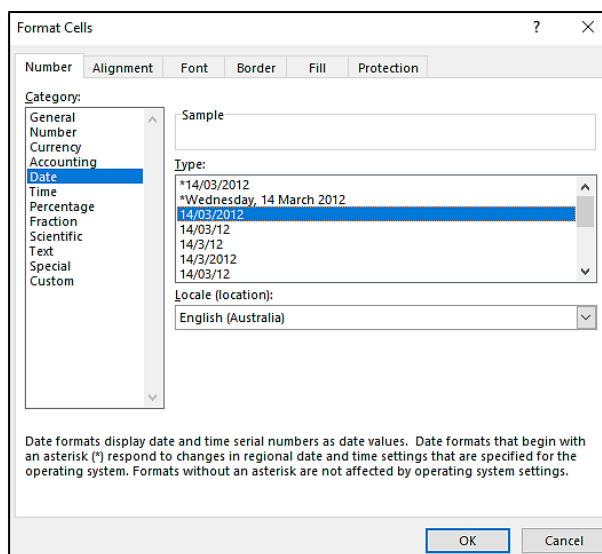 Format Cells ? ×
Number Alignment Font Border Fill Protection
Category:
General
Number
Currency
Accounting
Date
Time
Percentage
Fraction
Scientific
Text
Special
Custom
Sample
Type:
*14/03/2012
*Wednesday, 14 March 2012
14/03/2012
14/03/12
14/3/12
14/3/2012
14/03/12
Locale (location):
English (Australia)
Date formats display date and time serial numbers as date values. Date formats that begin with
an asterisk (*) respond to changes in regional date and time settings that are specified for the
operating system. Formats without an asterisk are not affected by operating system settings.
OK Cancel